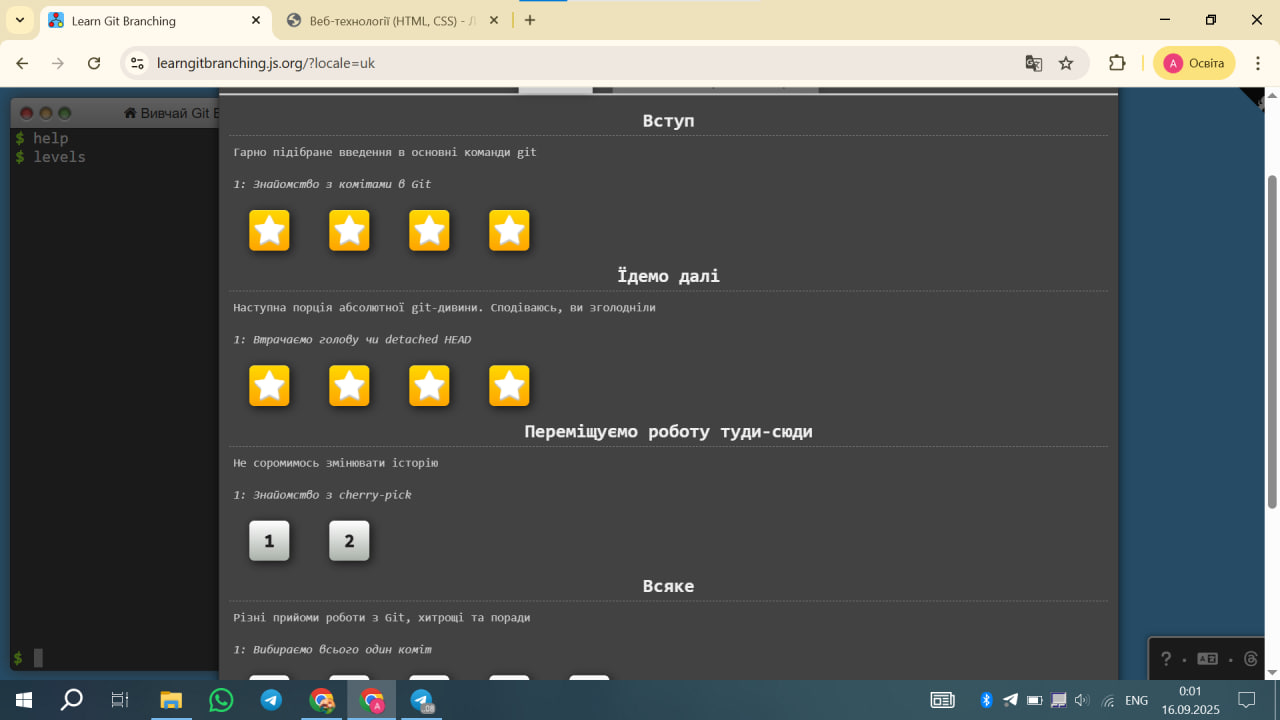 Learn Git Branching
Веб-технології (HTML, CSS) - Л
learngitbranching.js.org/?locale=uk
Освіта
Вивчай Git
$ help
$ levels
$
Вступ
Гарно підібране введення в основні команди git
1: Знайомство з комітами в Git
Їдемо далі
Наступна порція абсолютної git-дивини. Сподіваюсь, ви зголодніли
1: Втрачаємо голову чи detached HEAD
Переміщуємо роботу туди-сюди
Не соромимось змінювати історію
1: Знайомство з cherry-pick
1 2
Всяке
Різні прийоми роботи з Git, хитрощі та поради
1: Вибираємо всього один коміт
ENG
0:01
16.09.2025